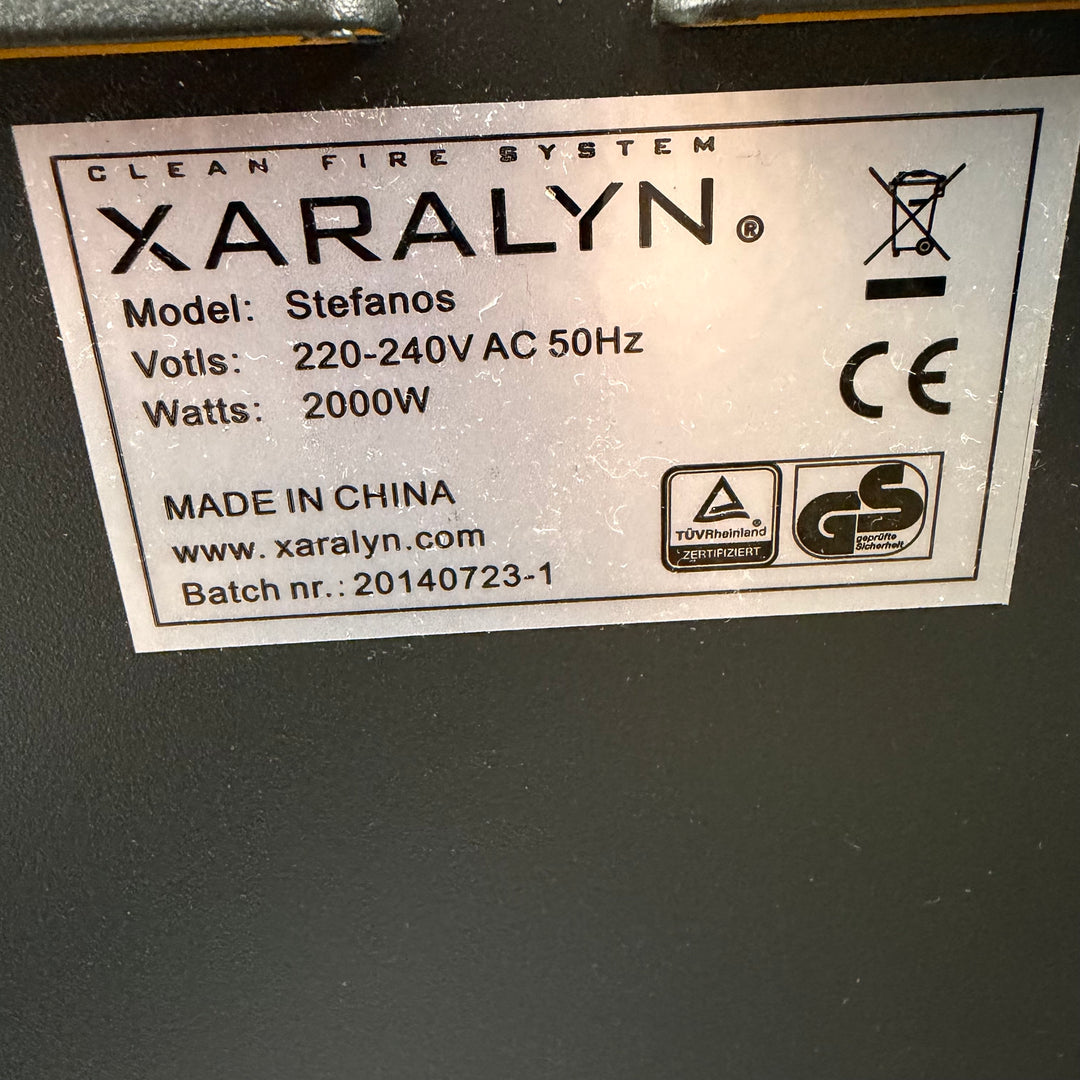 CLEAN FIRE SYSTEM
XARALYN®
Model: Stefanos
Votls: 220-240V AC 50Hz
Watts: 2000W
CE
MADE IN CHINA
www. xaralyn.com
Batch nr.: 20140723-1
TÜVRheinland®
ZERTIFIZIERT
GS
geprüfte
Sicherheit